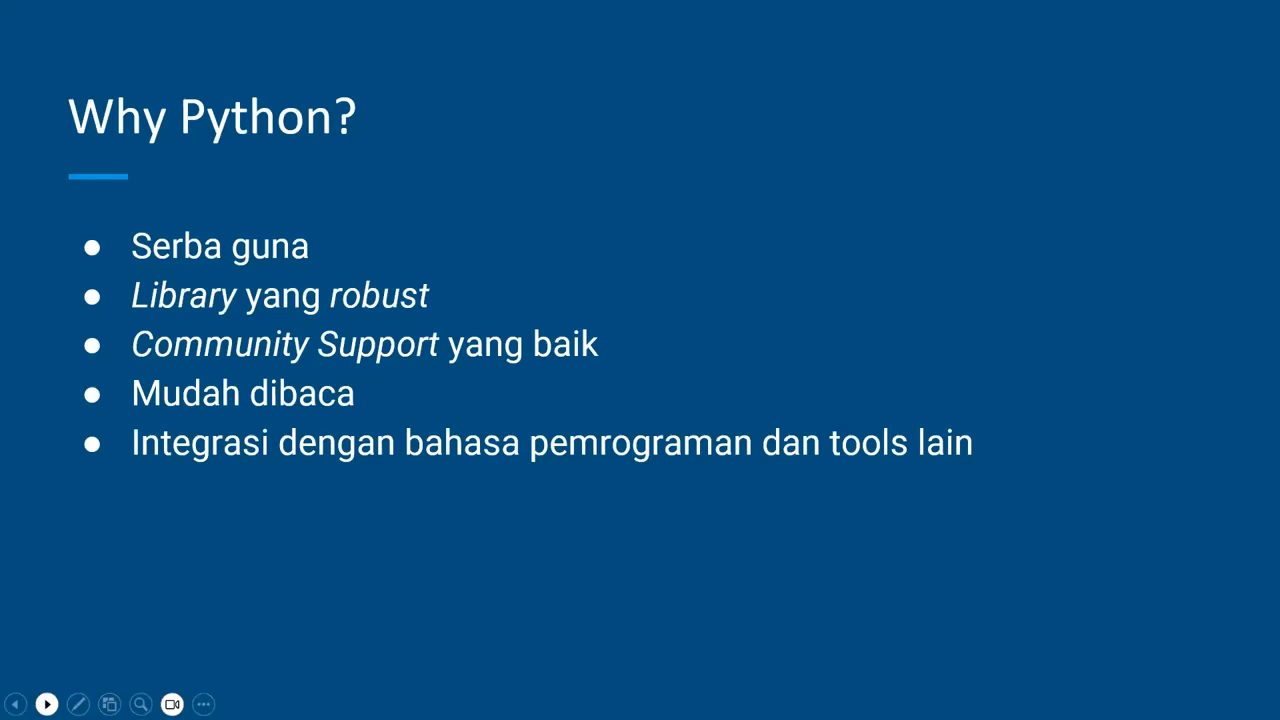 Why Python?
● Serba guna
● Library yang robust
● Community Support yang baik
● Mudah dibaca
● Integrasi dengan bahasa pemrograman dan tools lain